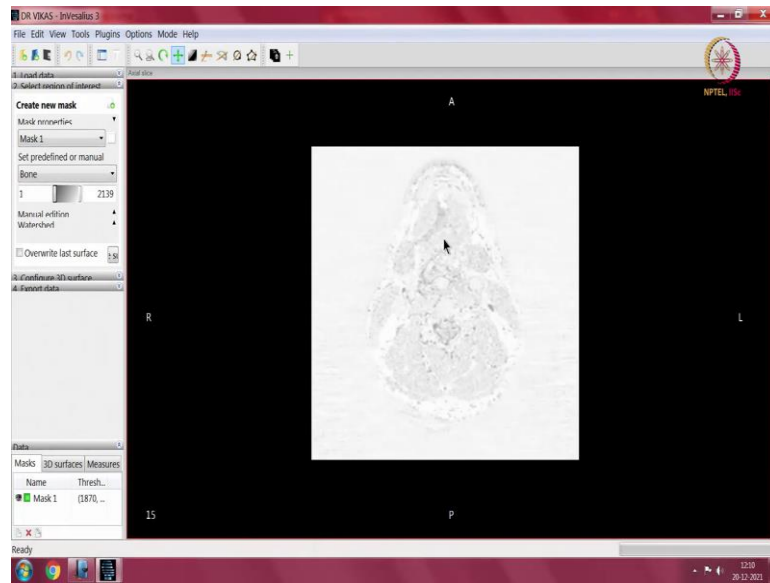 DR VIKAS - InVesalius 3
File Edit View Tools Plugins Options Mode Help
NPTEL, IISc
1. Load data
Axial slice
2. Select region of interest
Create new mask
Mask properties
Mask 1
Set predefined or manual
Bone
1 2139
Manual edition
Watershed
Overwrite last surface
3. Configure 3D surface
4. Export data
A
R
L
Data
Masks 3D surfaces Measures
Name Thresh..
Mask 1 (1870, ...
15
P
Ready
12:10
20-12-2021